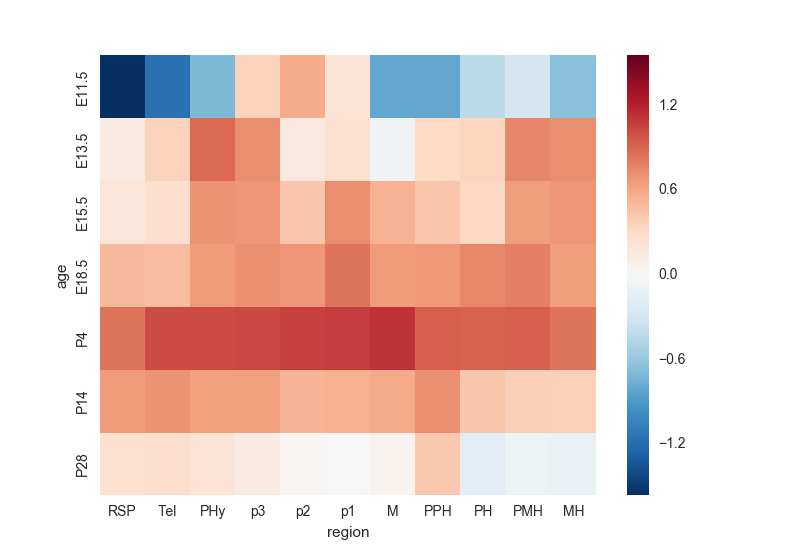 E11.5
E13.5
E15.5
E18.5
P4
P14
P28
age
RSP Tel PHy p3 p2 p1 M PPH PH PMH MH
region
1.2
0.6
0.0
−0.6
−1.2